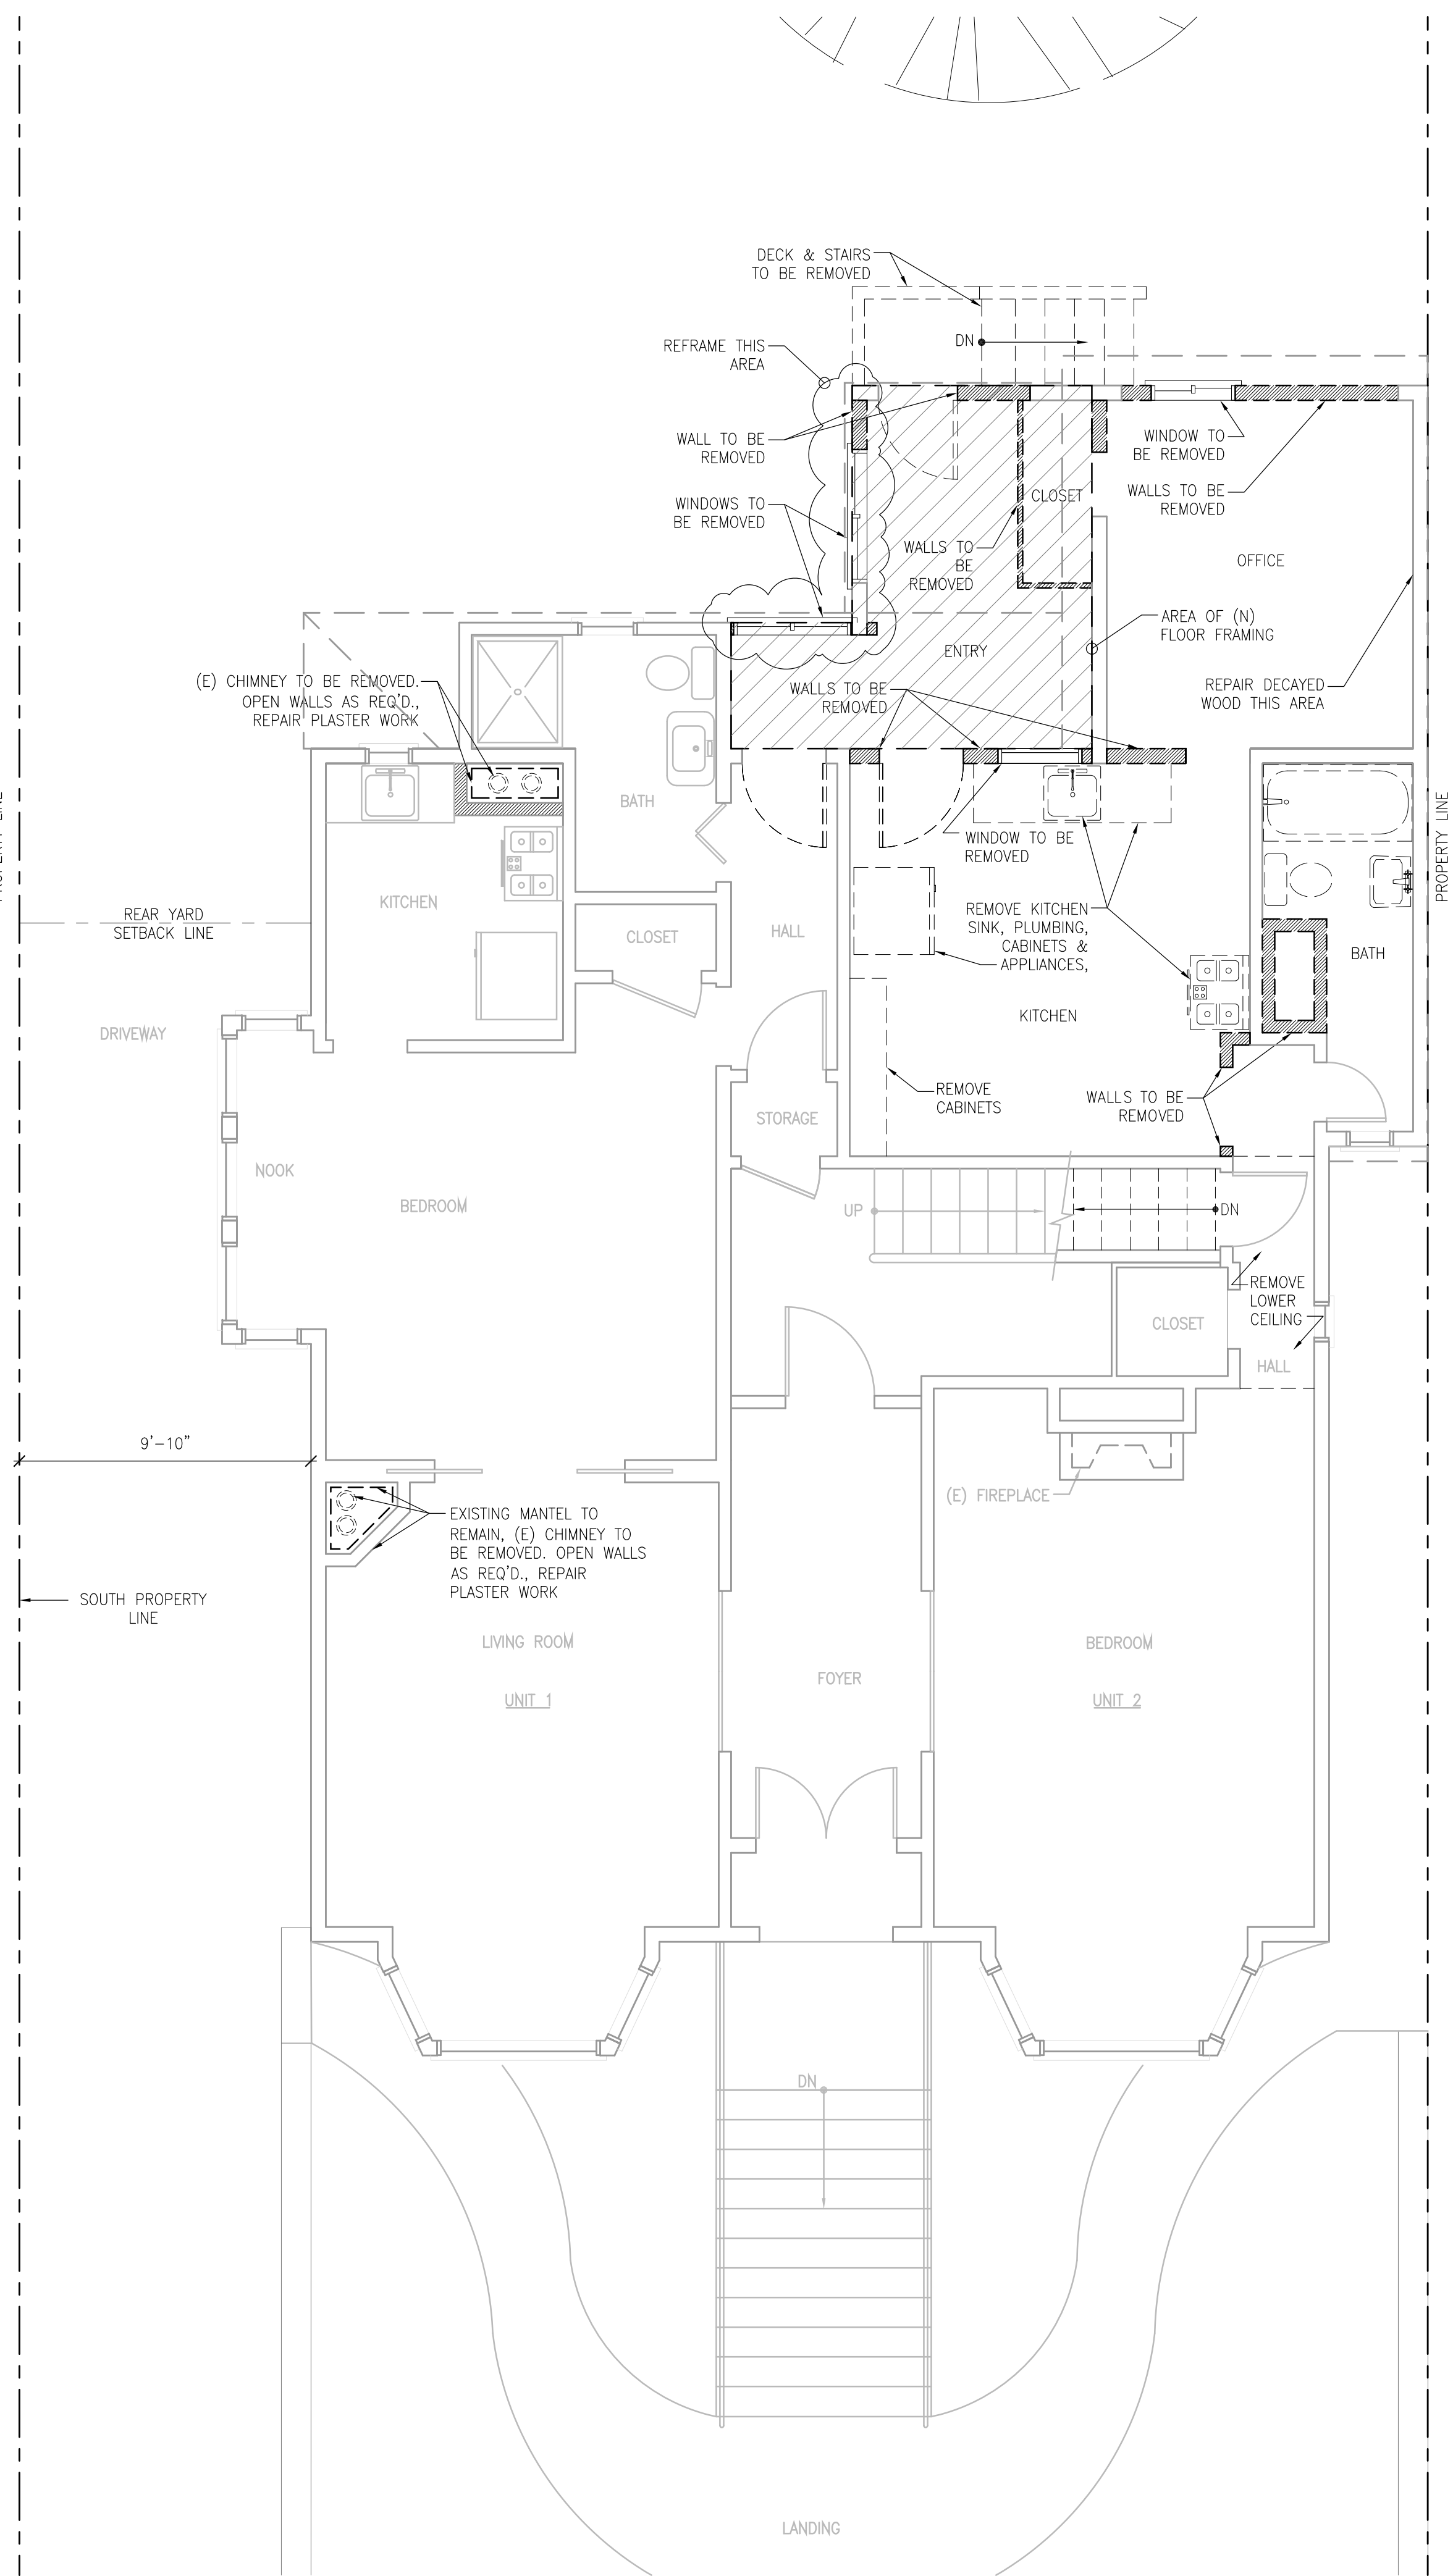 DECK & STAIRS
TO BE REMOVED
DN
REFRAME THIS
AREA
WALL TO BE
REMOVED
WINDOW TO
BE REMOVED
WINDOWS TO
BE REMOVED
CLOSET
WALLS TO BE
REMOVED
WALLS TO
BE
REMOVED
OFFICE
AREA OF (N)
FLOOR FRAMING
ENTRY
(E) CHIMNEY TO BE REMOVED.
OPEN WALLS AS REQ'D.,
REPAIR PLASTER WORK
WALLS TO BE
REMOVED
REPAIR DECAYED
WOOD THIS AREA
PROPERTY LINE
BATH
PROPERTY LINE
WINDOW TO BE
REMOVED
KITCHEN
REAR YARD
SETBACK LINE
CLOSET
HALL
REMOVE KITCHEN
SINK, PLUMBING,
CABINETS &
APPLIANCES,
BATH
KITCHEN
DRIVEWAY
REMOVE
CABINETS
WALLS TO BE
REMOVED
STORAGE
NOOK
BEDROOM
UP
DN
REMOVE
LOWER
CEILING
CLOSET
HALL
9'-10"
(E) FIREPLACE
EXISTING MANTEL TO
REMAIN, (E) CHIMNEY TO
BE REMOVED. OPEN WALLS
AS REQ'D., REPAIR
PLASTER WORK
SOUTH PROPERTY
LINE
LIVING ROOM
UNIT 1
FOYER
BEDROOM
UNIT 2
DN
LANDING